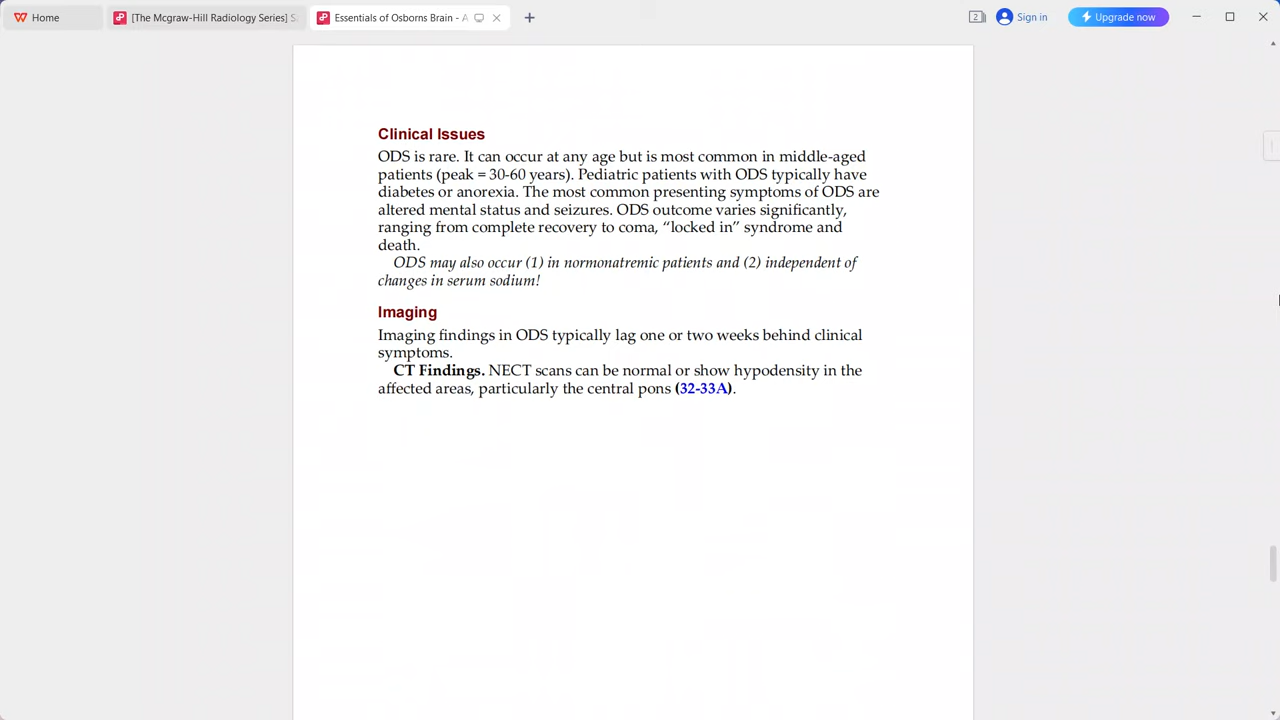 Home
[The Mcgraw-Hill Radiology Series] S
Essentials of Osborns Brain - A
2
Sign in
Upgrade now
Clinical Issues
ODS is rare. It can occur at any age but is most common in middle-aged
patients (peak = 30-60 years). Pediatric patients with ODS typically have
diabetes or anorexia. The most common presenting symptoms of ODS are
altered mental status and seizures. ODS outcome varies significantly,
ranging from complete recovery to coma, “locked in” syndrome and
death.
ODS may also occur (1) in normonatremic patients and (2) independent of
changes in serum sodium!
Imaging
Imaging findings in ODS typically lag one or two weeks behind clinical
symptoms.
CT Findings. NECT scans can be normal or show hypodensity in the
affected areas, particularly the central pons (32-33A).